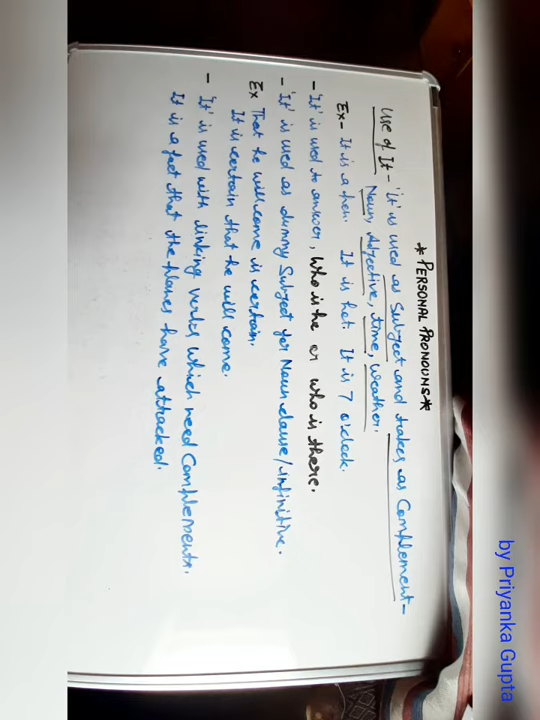 * PERSONAL PRONOUNS *
Use of It - 'It' is used as Subject and takes as Complement -
Noun, Adjective, time, weather.
Ex - It is a pen. It is hot. It is 7 o'clock.
- 'It' is used to answer, Who is he or who is there.
- 'It' is used as dummy Subject for Noun clause/infinitive.
Ex That he will come is certain.
It is certain that he will come.
- 'It' is used with linking verbs which need Complements.
It is a fact that the planes have attacked.
by Priyanka Gupta